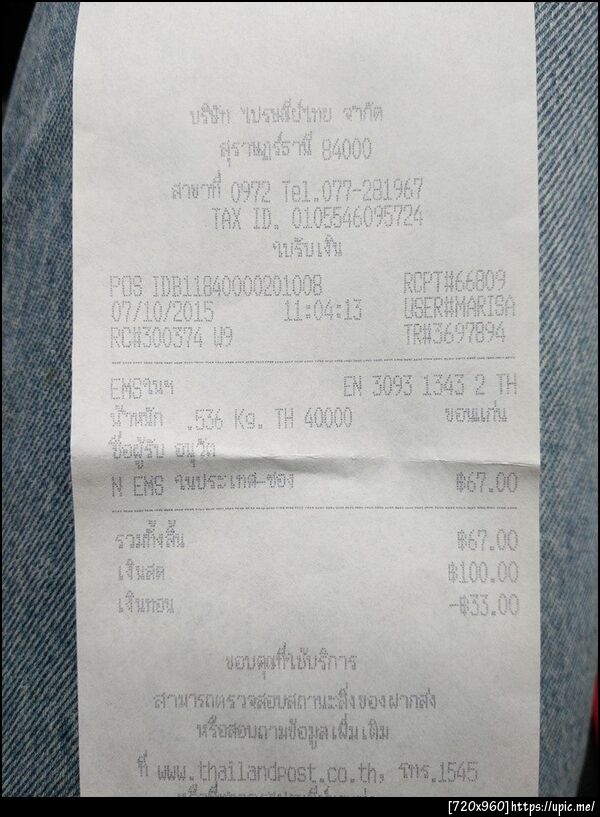 บริษัท ไปรษณีย์ไทย จำกัด
สุราษฎร์ธานี 84000
สาขาที่ 0972 Tel.077-281967
TAX ID. 0105546095724
ใบรับเงิน
POS IDB11840000201008 RCPT#66809
07/10/2015 11:04:13 USER#MARISA
RC#300374 W9 TR#3697894
EMSในฯ EN 3093 1343 2 TH
น้ำหนัก .536 Kg. TH 40000 ขอนแก่น
ชื่อผู้รับ อนุวัต
N EMS ในประเทศ-ซอง ฿67.00
รวมทั้งสิ้น ฿67.00
เงินสด ฿100.00
เงินทอน -฿33.00
ขอบคุณที่ใช้บริการ
สามารถตรวจสอบสถานะสิ่งของฝากส่ง
หรือสอบถามข้อมูลเพิ่มเติม
ที่ www.thailandpost.co.th, โทร.1545
[720x960]https://upic.me/